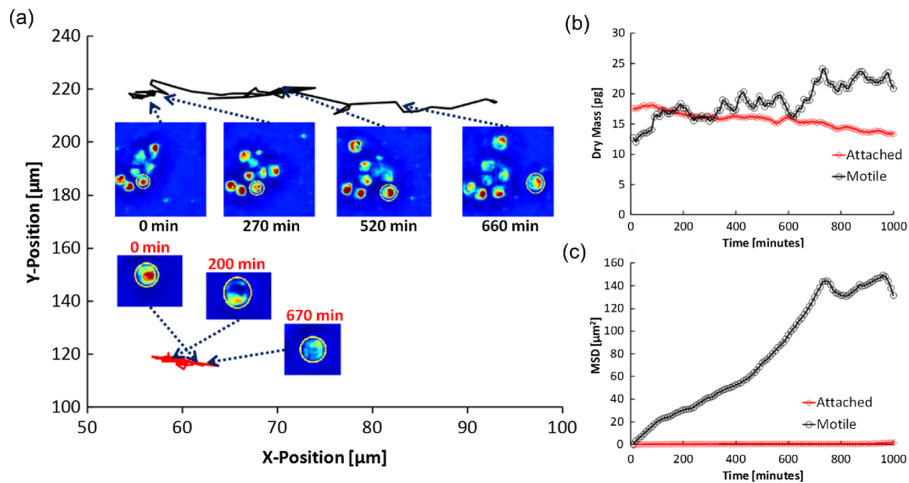 (a)
240
220
200
180
160
140
120
100
Y-Position [µm]
0 min
270 min
520 min
660 min
0 min
200 min
670 min
50
60
70
80
90
100
X-Position [µm]
(b)
30
25
20
15
10
5
0
Dry Mass [pg]
Attached
Motile
0
200
400
600
800
1000
Time [minutes]
(c)
160
140
120
100
80
60
40
20
0
MSD [µm²]
Attached
Motile
0
200
400
600
800
1000
Time [minutes]